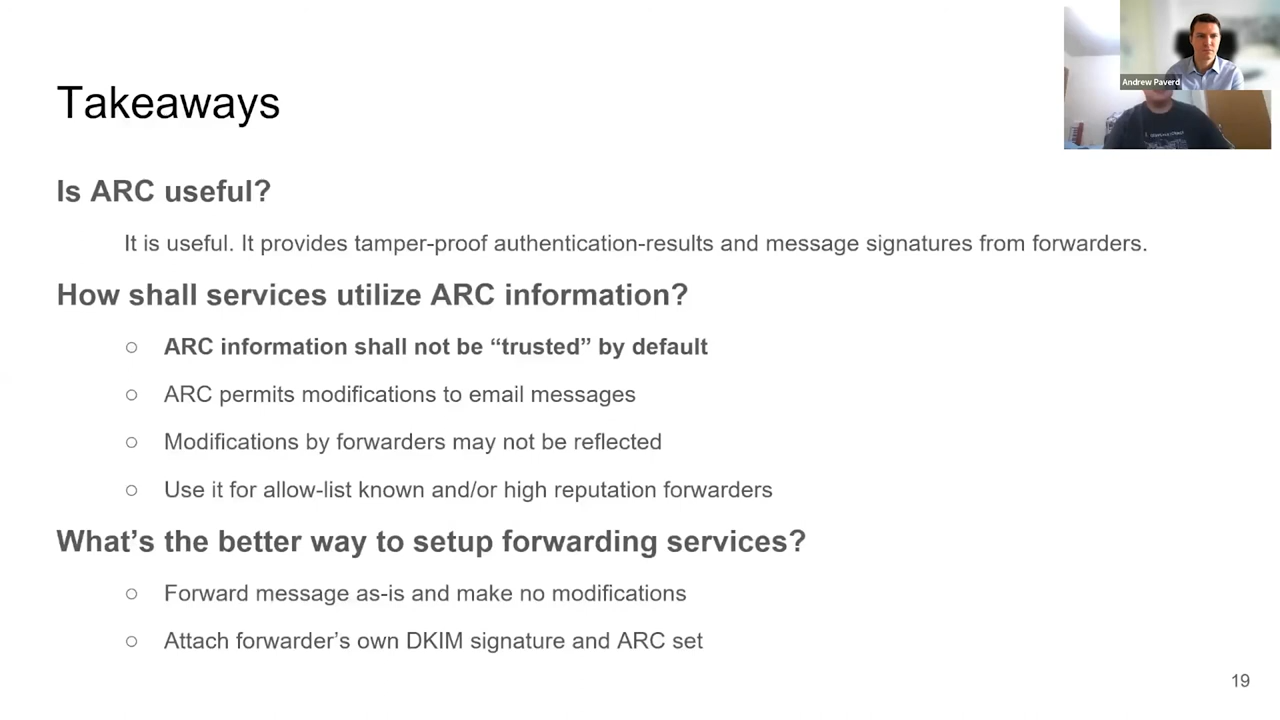 Andrew Paverd
Takeaways
Is ARC useful?
It is useful. It provides tamper-proof authentication-results and message signatures from forwarders.
How shall services utilize ARC information?
○ ARC information shall not be “trusted” by default
○ ARC permits modifications to email messages
○ Modifications by forwarders may not be reflected
○ Use it for allow-list known and/or high reputation forwarders
What’s the better way to setup forwarding services?
○ Forward message as-is and make no modifications
○ Attach forwarder’s own DKIM signature and ARC set
19